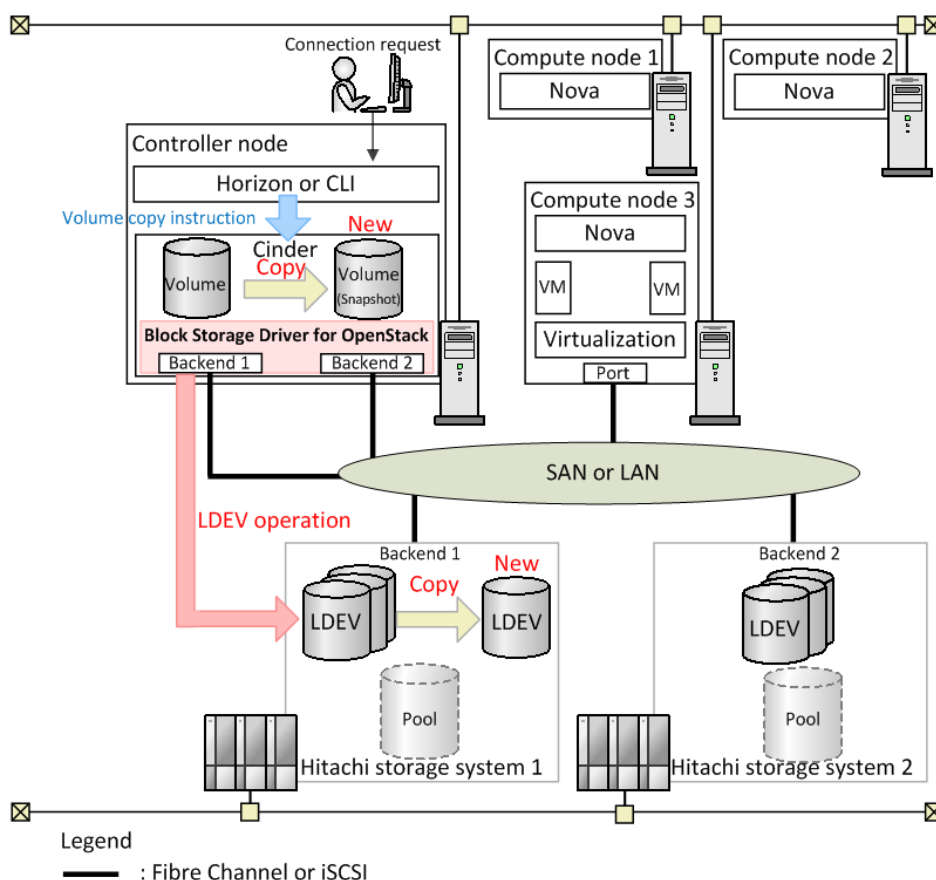 Connection request
Compute node 1
Nova
Compute node 2
Nova
Controller node
Horizon or CLI
Volume copy instruction
New
Cinder
Copy
Volume
Volume
(Snapshot)
Block Storage Driver for OpenStack
Backend 1
Backend 2
Compute node 3
Nova
VM
VM
Virtualization
Port
SAN or LAN
LDEV operation
Backend 1
New
Copy
LDEV
LDEV
Pool
Hitachi storage system 1
Backend 2
LDEV
Pool
Hitachi storage system 2
Legend
: Fibre Channel or iSCSI